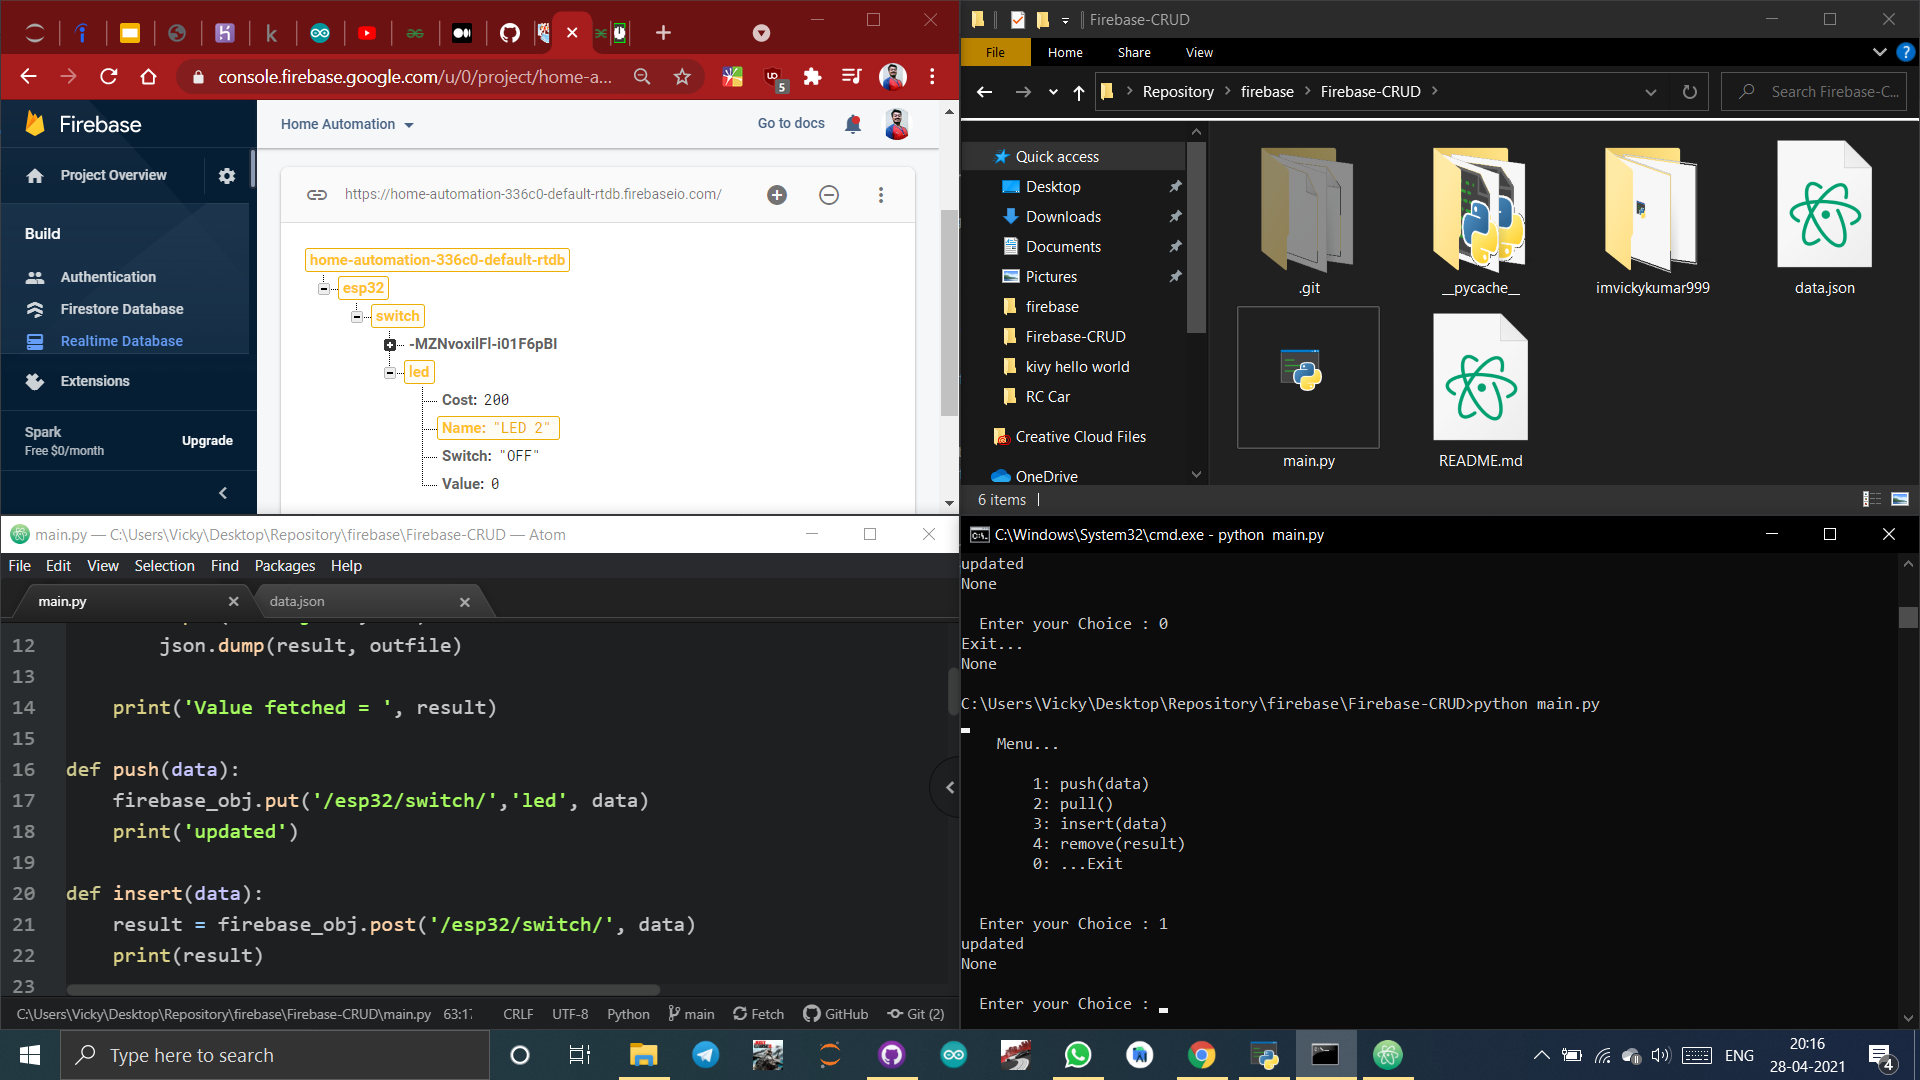 console.firebase.google.com/u/0/project/home-a...
5
Firebase
Home Automation
Go to docs
Project Overview
https://home-automation-336c0-default-rtdb.firebaseio.com/
Build
Authentication
Firestore Database
Realtime Database
Extensions
Spark
Free $0/month
Upgrade
home-automation-336c0-default-rtdb
esp32
switch
-MZNvoxilFl-i01F6pBI
led
Cost: 200
Name: "LED 2"
Switch: "OFF"
Value: 0
Firebase-CRUD
File Home Share View
Repository firebase Firebase-CRUD
Search Firebase-C...
Quick access
Desktop
Downloads
Documents
Pictures
firebase
Firebase-CRUD
kivy hello world
RC Car
Creative Cloud Files
OneDrive
.git
__pycache__
imvickykumar999
data.json
main.py
README.md
6 items
main.py — C:\Users\Vicky\Desktop\Repository\firebase\Firebase-CRUD — Atom
File Edit View Selection Find Packages Help
main.py
data.json
12 json.dump(result, outfile)
13
14 print('Value fetched = ', result)
15
16 def push(data):
17 firebase_obj.put('/esp32/switch/','led', data)
18 print('updated')
19
20 def insert(data):
21 result = firebase_obj.post('/esp32/switch/', data)
22 print(result)
23
C:\Users\Vicky\Desktop\Repository\firebase\Firebase-CRUD\main.py 63:17 CRLF UTF-8 Python main Fetch GitHub Git (2)
C:\Windows\System32\cmd.exe - python main.py
updated
None
Enter your Choice : 0
Exit...
None
C:\Users\Vicky\Desktop\Repository\firebase\Firebase-CRUD>python main.py
Menu...
1: push(data)
2: pull()
3: insert(data)
4: remove(result)
0: ...Exit
Enter your Choice : 1
updated
None
Enter your Choice :
Type here to search
ENG
20:16
28-04-2021
4